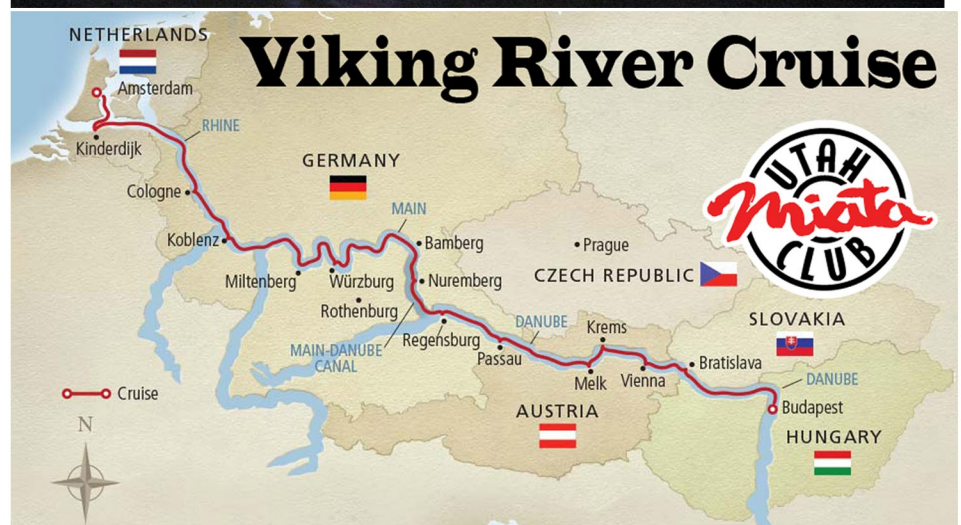 Viking River Cruise
NETHERLANDS
Amsterdam
Kinderdijk
RHINE
Cologne
GERMANY
Koblenz
MAIN
Bamberg
Miltenberg
Würzburg
Nuremberg
Rothenburg
MAIN-DANUBE
CANAL
Regensburg
Prague
CZECH REPUBLIC
UTAH
Miata
CLUB
SLOVAKIA
DANUBE
Krems
Passau
Melk
Vienna
Bratislava
DANUBE
Budapest
AUSTRIA
HUNGARY
Cruise
N